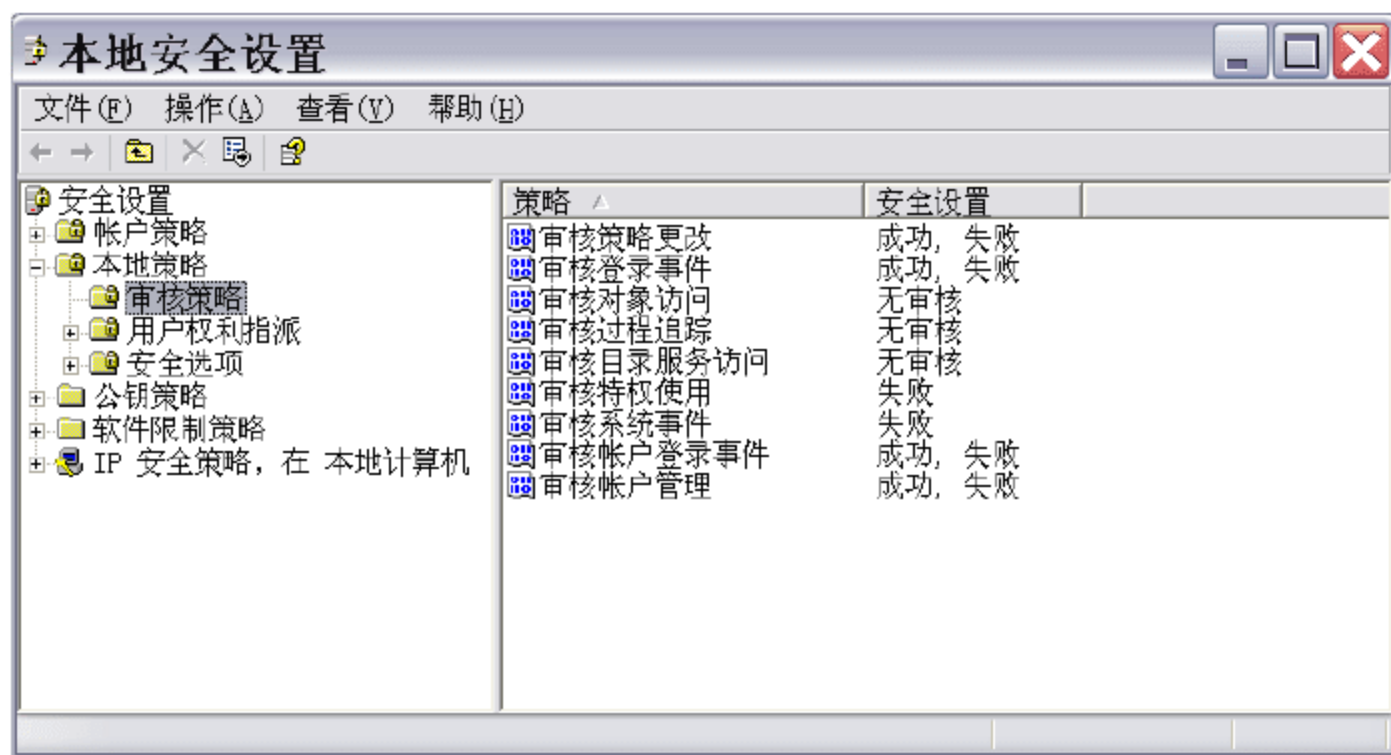 本地安全设置
文件(F) 操作(A) 查看(V) 帮助(H)
安全设置
帐户策略
本地策略
审核策略
用户权利指派
安全选项
公钥策略
软件限制策略
IP 安全策略，在 本地计算机
策略 安全设置
审核策略更改 成功, 失败
审核登录事件 成功, 失败
审核对象访问 无审核
审核过程追踪 无审核
审核目录服务访问 无审核
审核特权使用 失败
审核系统事件 失败
审核帐户登录事件 成功, 失败
审核帐户管理 成功, 失败